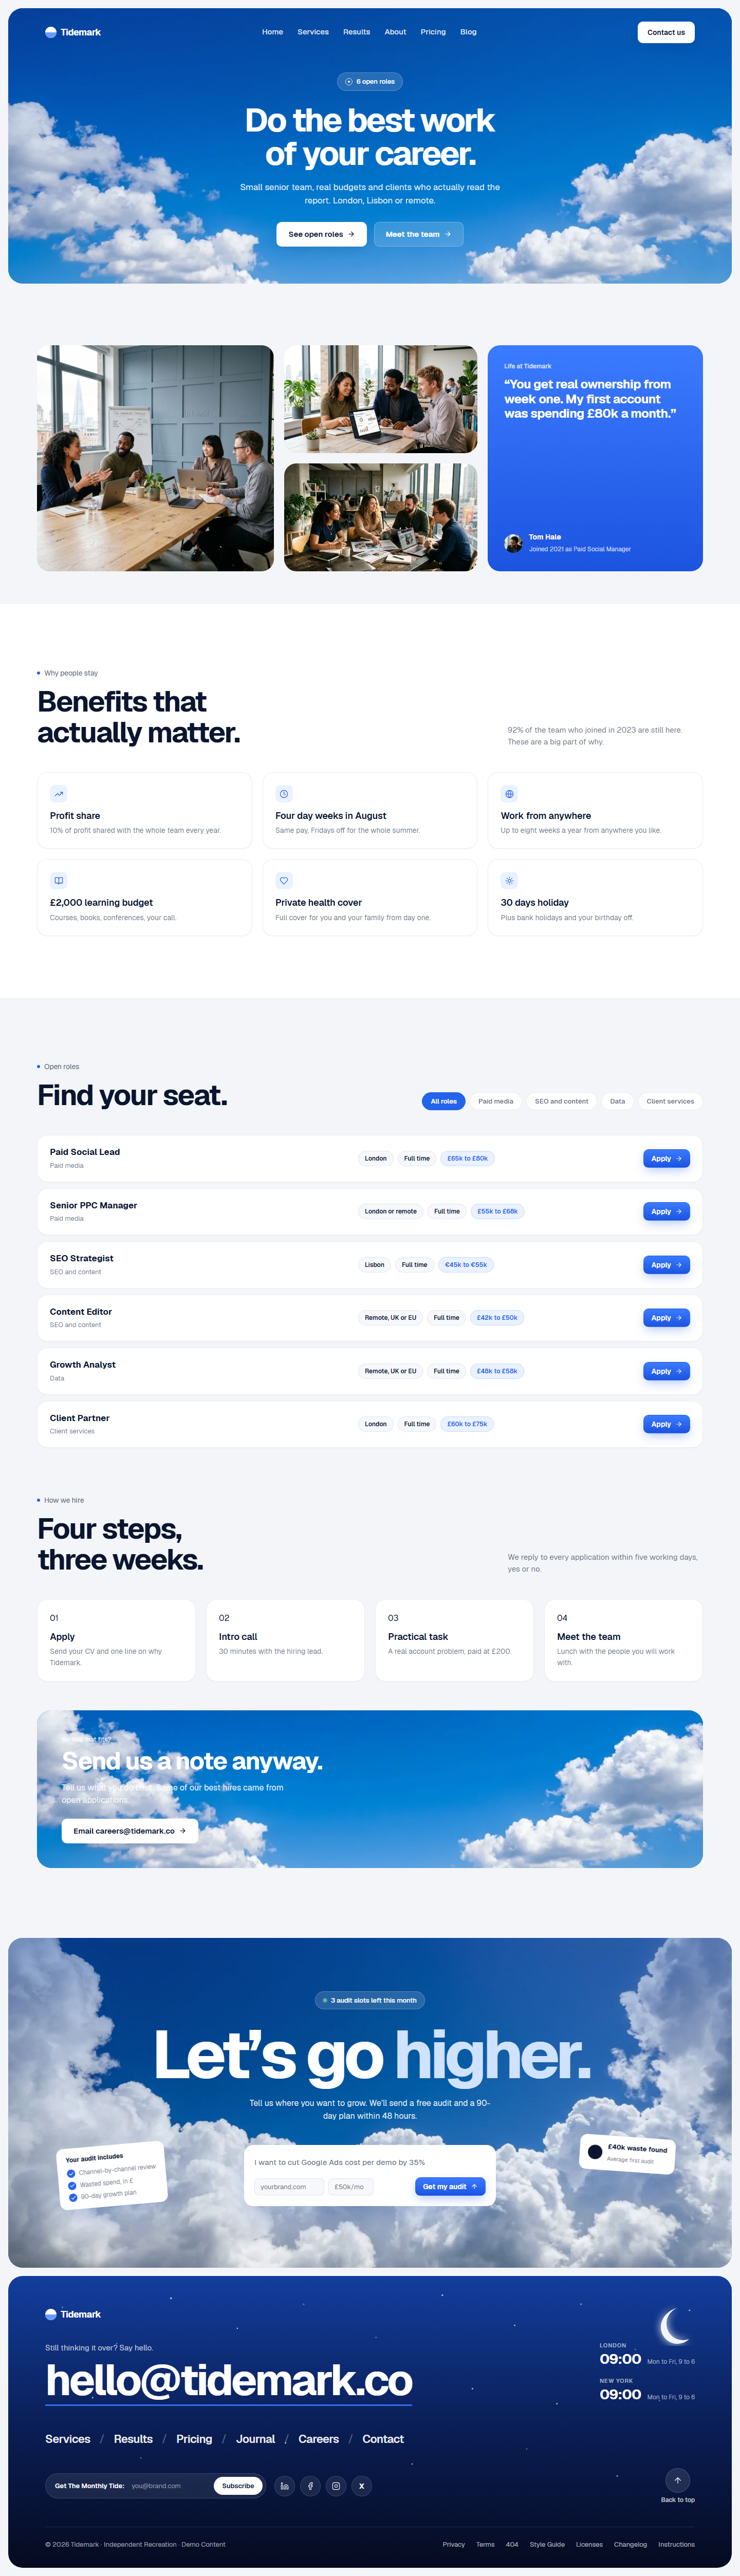 Tidemark
Home Services Results About Pricing Blog
Contact us
6 open roles
Do the best work
of your career.
Small senior team, real budgets and clients who actually read the
report. London, Lisbon or remote.
See open roles
Meet the team
Life at Tidemark
“You get real ownership from
week one. My first account
was spending £80k a month.”
Tom Hale
Joined 2021 as Paid Social Manager
Why people stay
Benefits that
actually matter.
92% of the team who joined in 2023 are still here.
These are a big part of why.
Profit share
10% of profit shared with the whole team every year.
Four day weeks in August
Same pay, Fridays off for the whole summer.
Work from anywhere
Up to eight weeks a year from anywhere you like.
£2,000 learning budget
Courses, books, conferences, your call.
Private health cover
Full cover for you and your family from day one.
30 days holiday
Plus bank holidays and your birthday off.
Open roles
Find your seat.
All roles Paid media SEO and content Data Client services
Paid Social Lead
Paid media
London Full time £65k to £80k
Apply
Senior PPC Manager
Paid media
London or remote Full time £55k to £68k
Apply
SEO Strategist
SEO and content
Lisbon Full time €45k to €55k
Apply
Content Editor
SEO and content
Remote, UK or EU Full time £42k to £50k
Apply
Growth Analyst
Data
Remote, UK or EU Full time £48k to £58k
Apply
Client Partner
Client services
London Full time £60k to £75k
Apply
How we hire
Four steps,
three weeks.
We reply to every application within five working days,
yes or no.
01
Apply
Send your CV and one line on why
Tidemark.
02
Intro call
30 minutes with the hiring lead.
03
Practical task
A real account problem, paid at £200.
04
Meet the team
Lunch with the people you will work
with.
Send us a note anyway.
Tell us what you do best. Some of our best hires came from
open applications.
Email careers@tidemark.co
3 audit slots left this month
Let’s go higher.
Tell us where you want to grow. We’ll send a free audit and a 90-
day plan within 48 hours.
Your audit includes
Channel-by-channel review
Wasted spend, in £
90-day growth plan
I want to cut Google Ads cost per demo by 35%
yourbrand.com
£50k/mo
Get my audit
£40k waste found
Average first audit
Tidemark
Still thinking it over? Say hello.
hello@tidemark.co
LONDON
09:00 Mon to Fri, 9 to 6
NEW YORK
09:00 Mon to Fri, 9 to 6
Services / Results / Pricing / Journal / Careers / Contact
Get The Monthly Tide: you@brand.com Subscribe
X
Back to top
© 2026 Tidemark · Independent Recreation · Demo Content
Privacy Terms 404 Style Guide Licenses Changelog Instructions